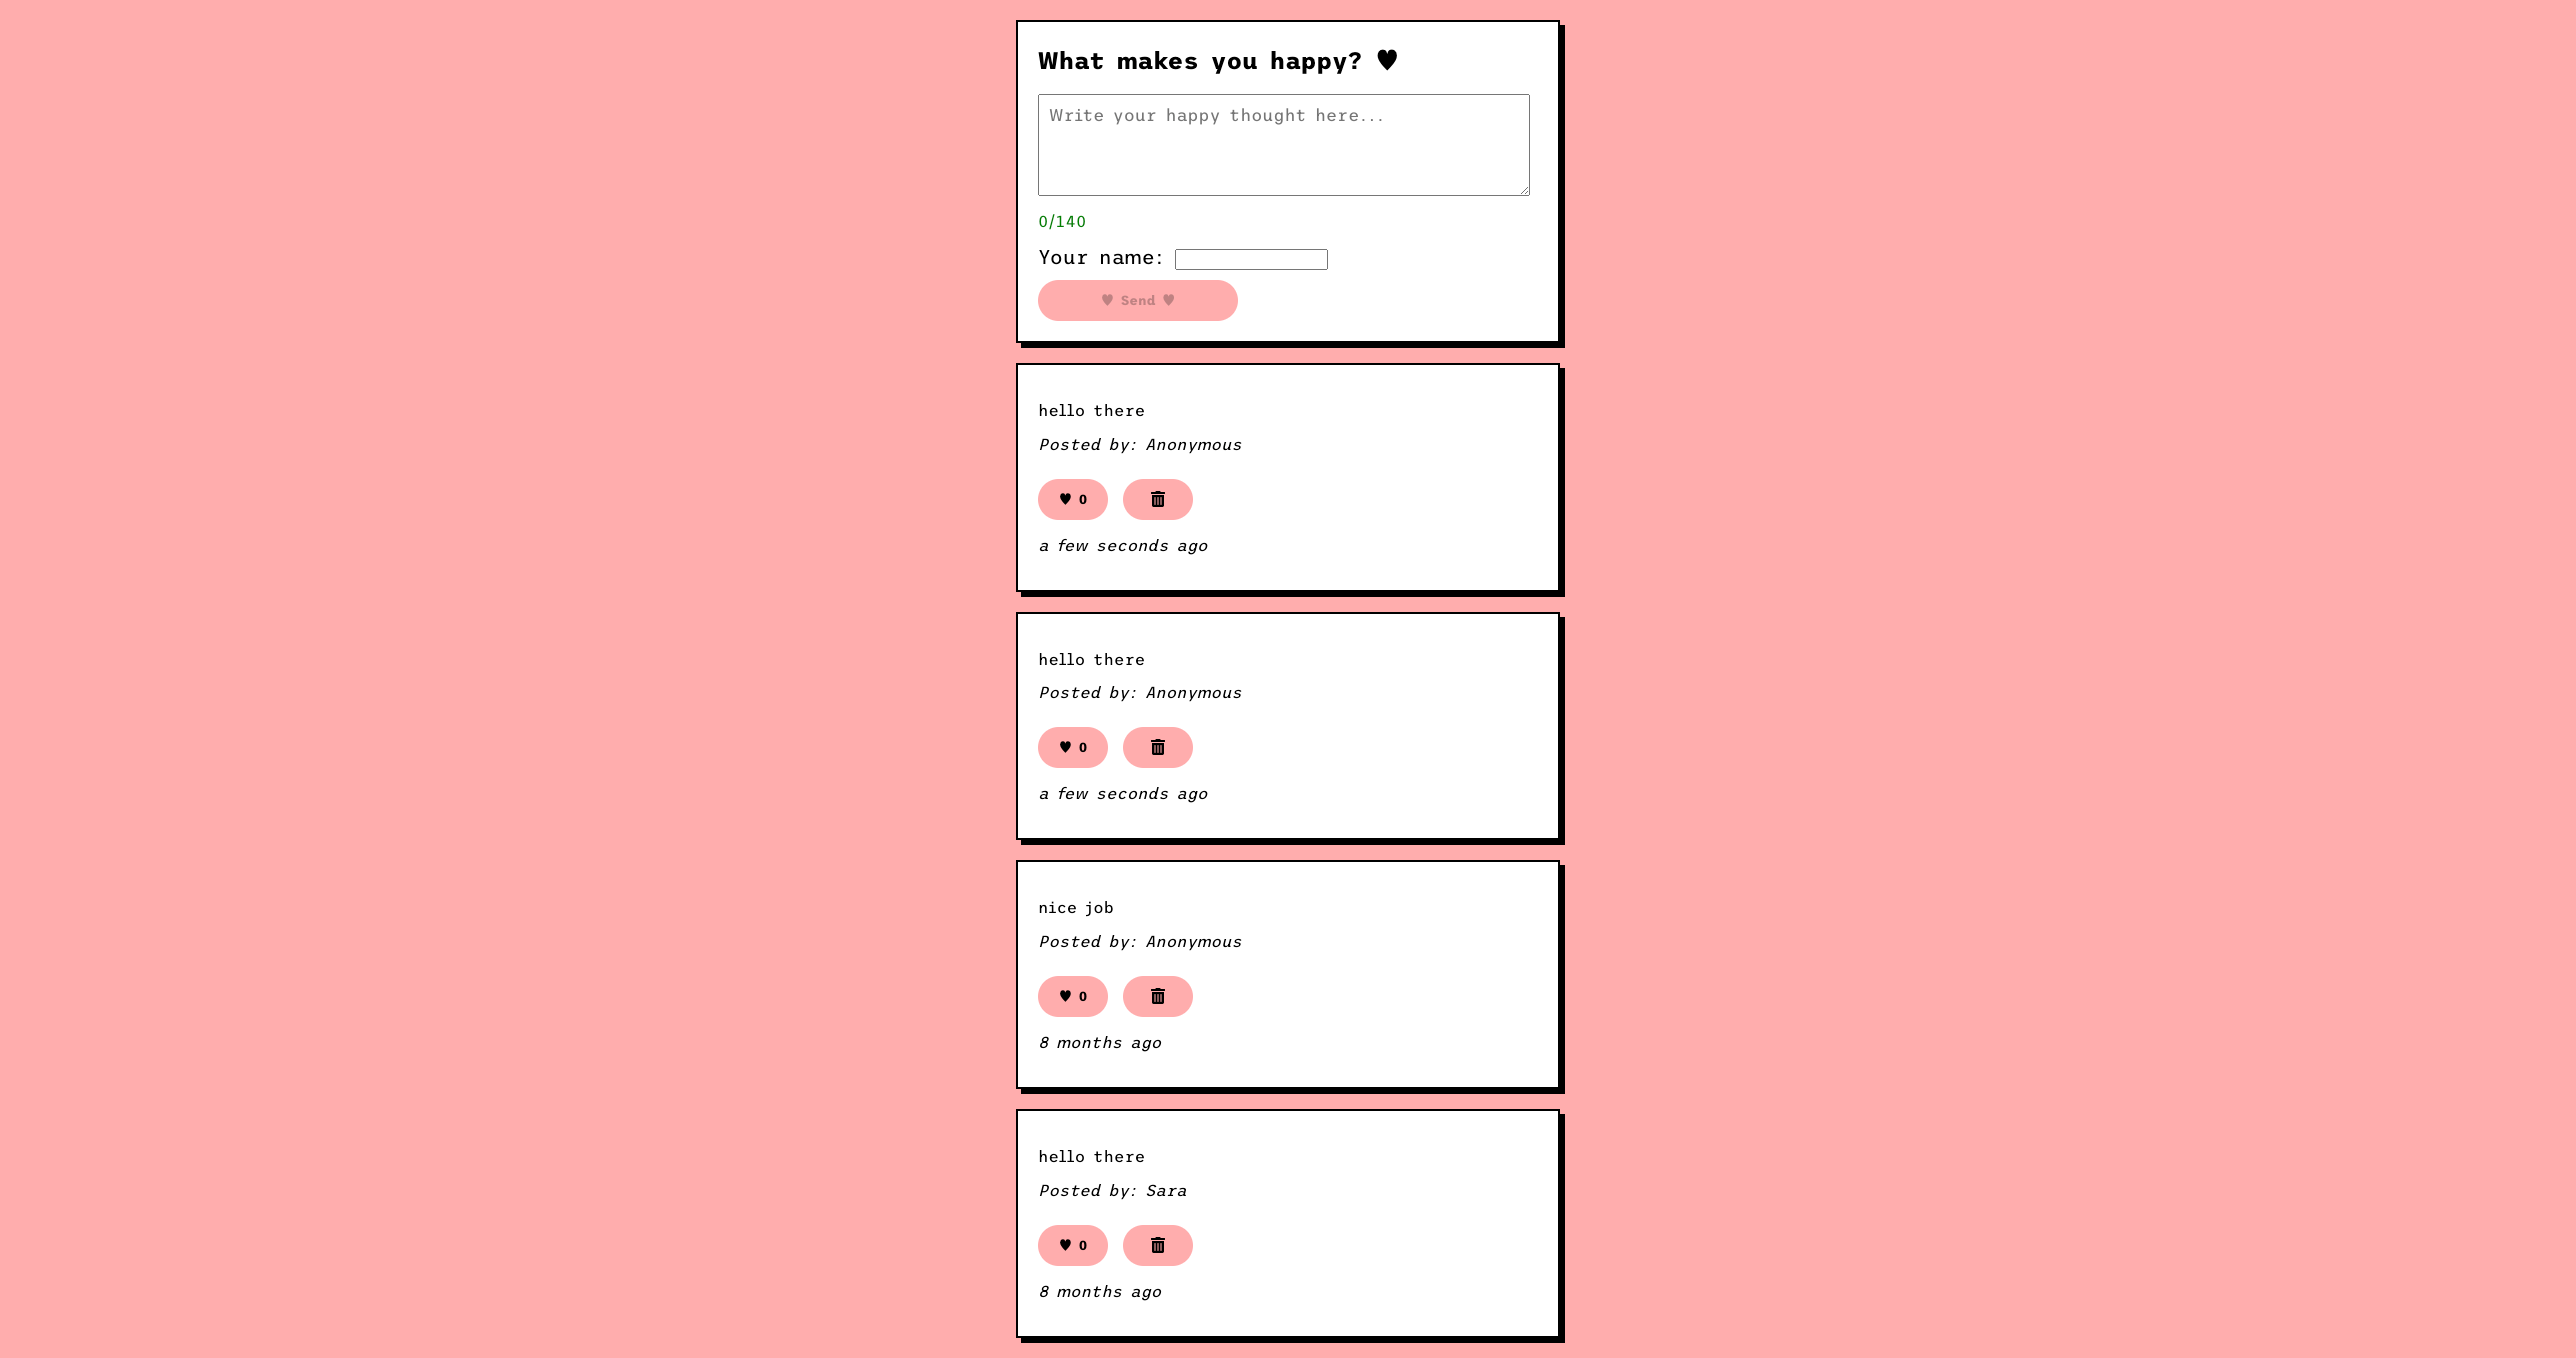 What makes you happy? ♥
Write your happy thought here...
0/140
Your name:
♥ Send ♥
hello there
Posted by: Anonymous
♥ 0
a few seconds ago
hello there
Posted by: Anonymous
♥ 0
a few seconds ago
nice job
Posted by: Anonymous
♥ 0
8 months ago
hello there
Posted by: Sara
♥ 0
8 months ago